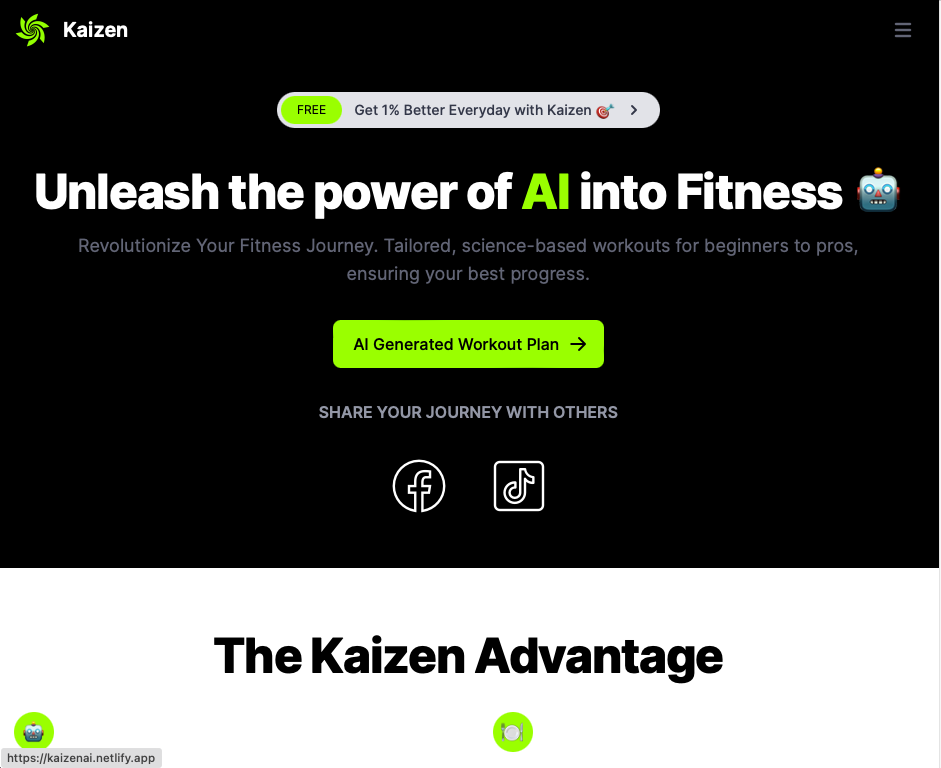 Kaizen
FREE Get 1% Better Everyday with Kaizen 🎯
Unleash the power of AI into Fitness 🤖
Revolutionize Your Fitness Journey. Tailored, science-based workouts for beginners to pros,
ensuring your best progress.
AI Generated Workout Plan →
SHARE YOUR JOURNEY WITH OTHERS
The Kaizen Advantage
https://kaizenai.netlify.app